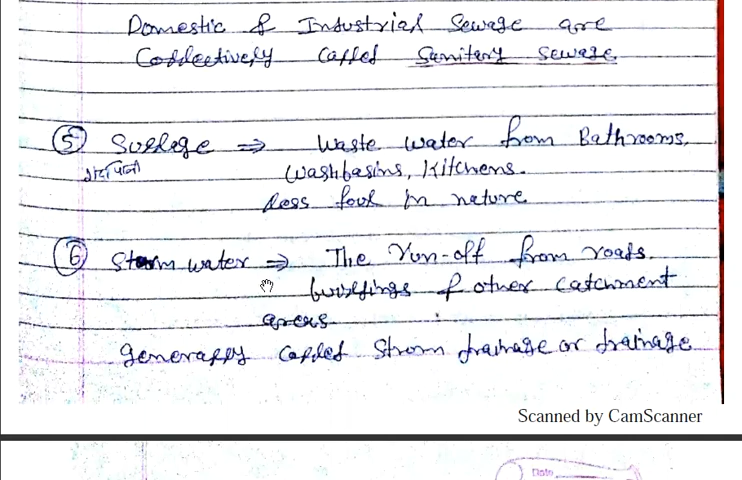 Domestic & Industrial Sewage are
Collectively Called Sanitary Sewage
5 Sullage ⇒ Waste water from Bathrooms,
washbasins, Kitchens.
less foul in nature
6 Storm water ⇒ The run-off from roads.
buildings & other catchment
areas
generally called Strom drainage or drainage
Scanned by CamScanner
Date